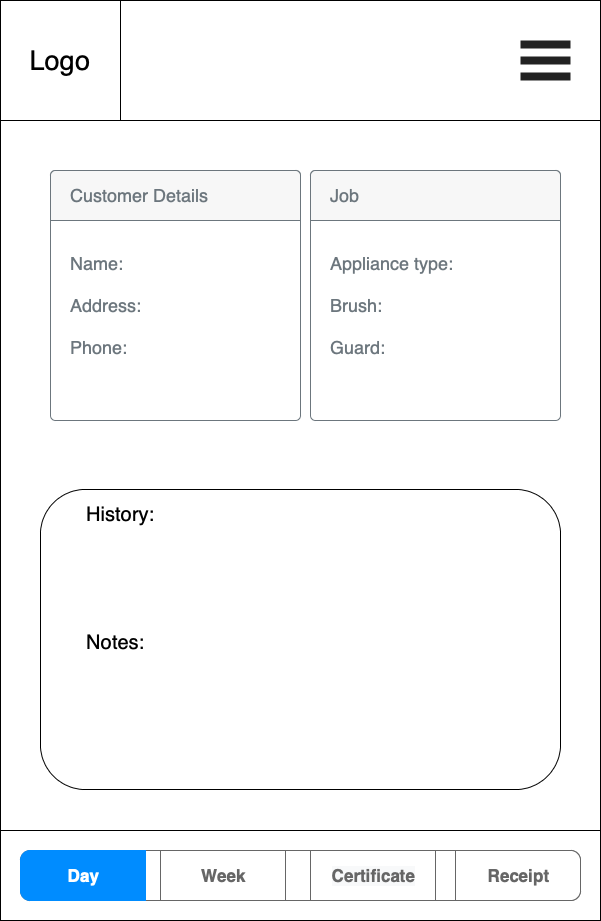 Logo
Customer Details
Name:
Address:
Phone:
Job
Appliance type:
Brush:
Guard:
History:
Notes:
Day
Week
Certificate
Receipt